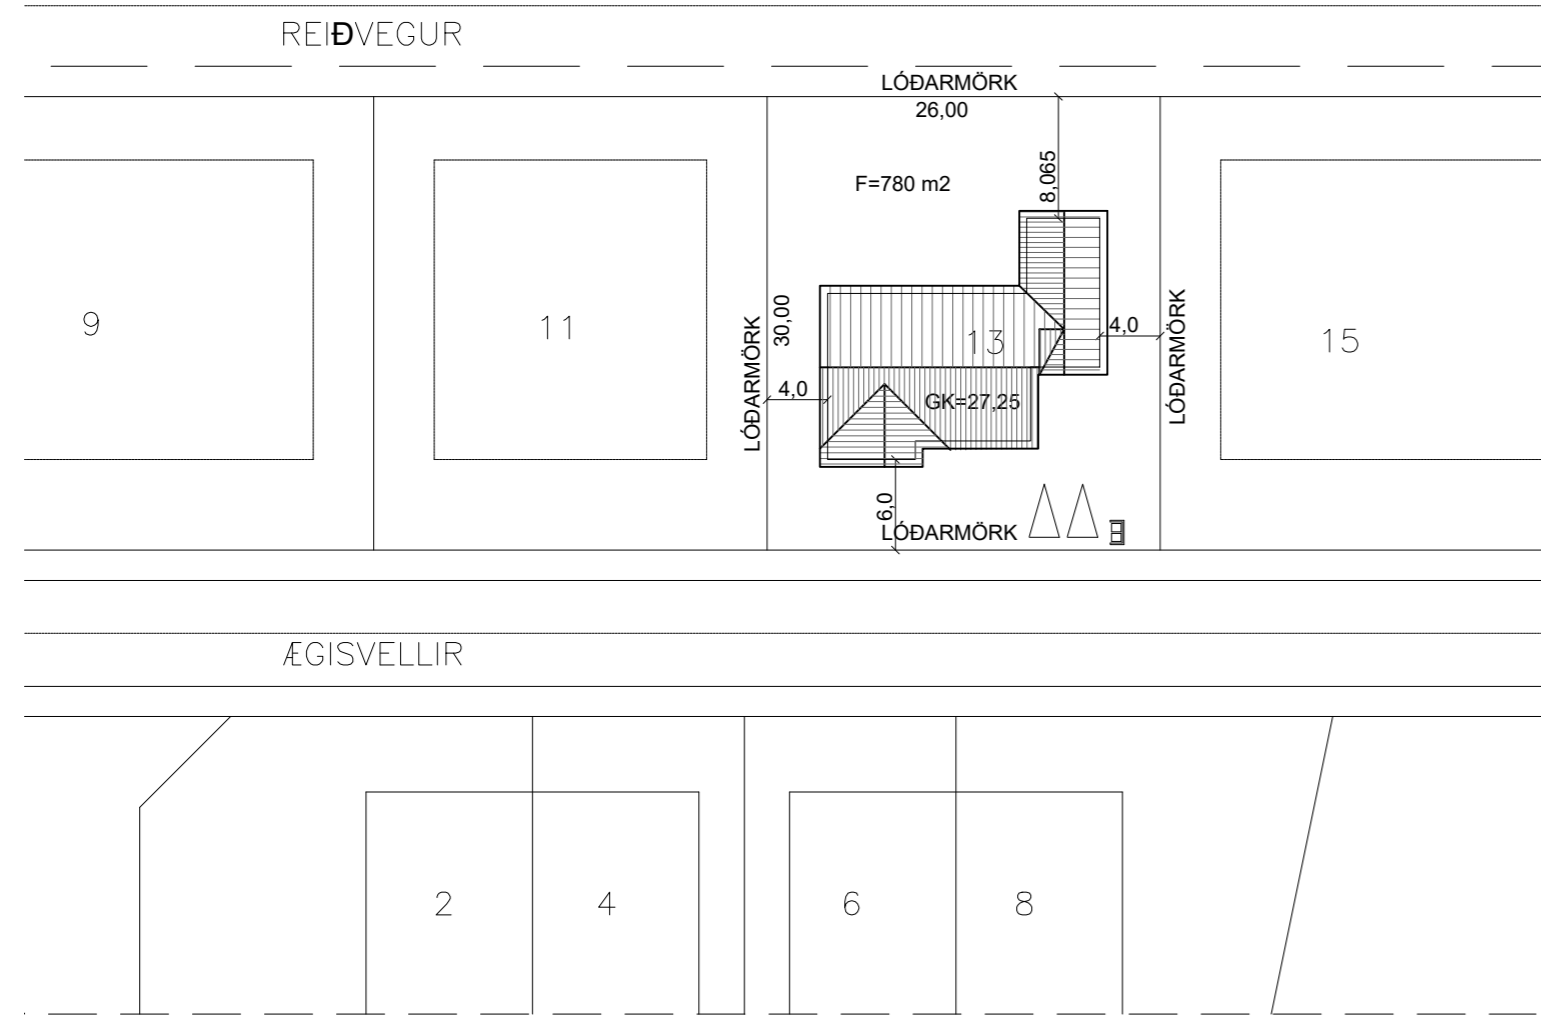 REIÐVEGUR
LÓÐARMÖRK
26,00
F=780 m2
8,065
9
11
LÓÐARMÖRK
30,00
4,0
13
GK=27,25
4,0
LÓÐARMÖRK
15
6,0
LÓÐARMÖRK
ÆGISVELLIR
2
4
6
8